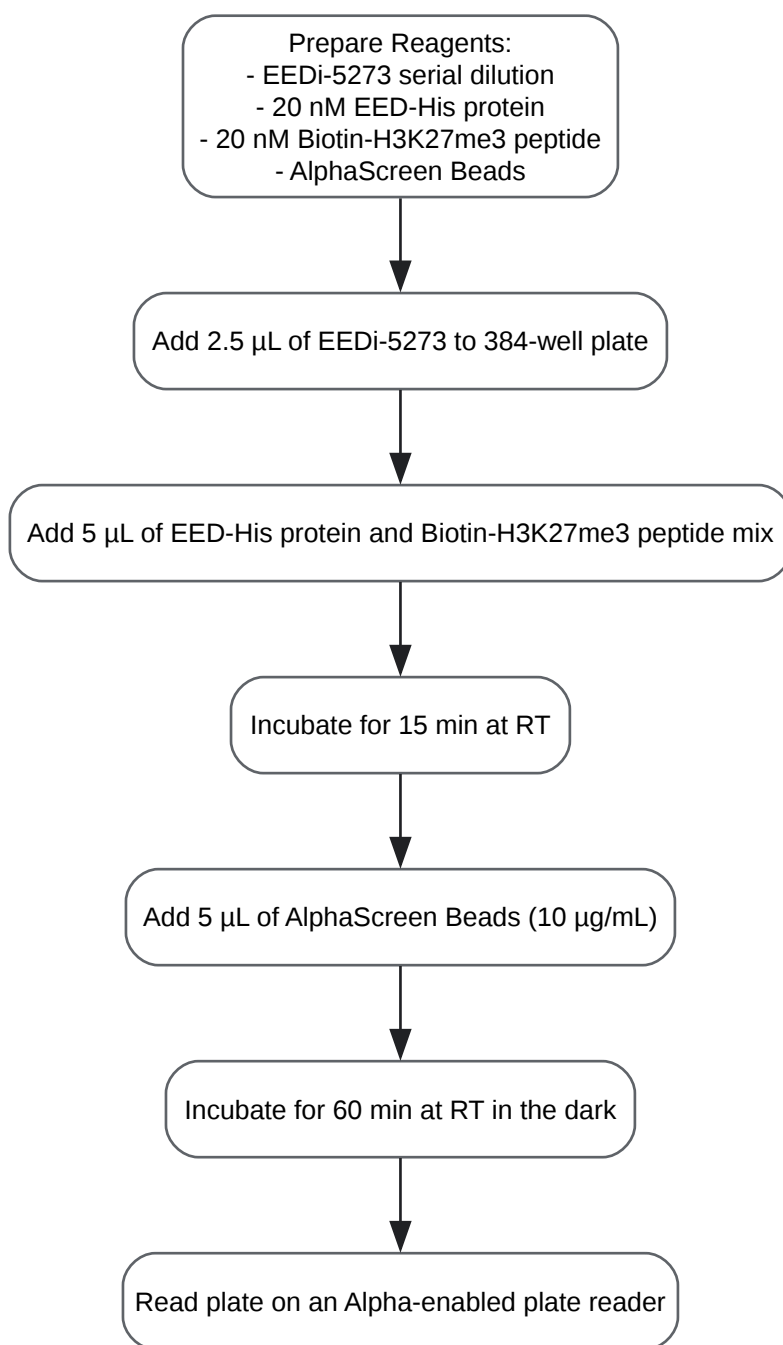 Prepare Reagents:
- EEDi-5273 serial dilution
- 20 nM EED-His protein
- 20 nM Biotin-H3K27me3 peptide
- AlphaScreen Beads
Add 2.5 µL of EEDi-5273 to 384-well plate
Add 5 µL of EED-His protein and Biotin-H3K27me3 peptide mix
Incubate for 15 min at RT
Add 5 µL of AlphaScreen Beads (10 µg/mL)
Incubate for 60 min at RT in the dark
Read plate on an Alpha-enabled plate reader